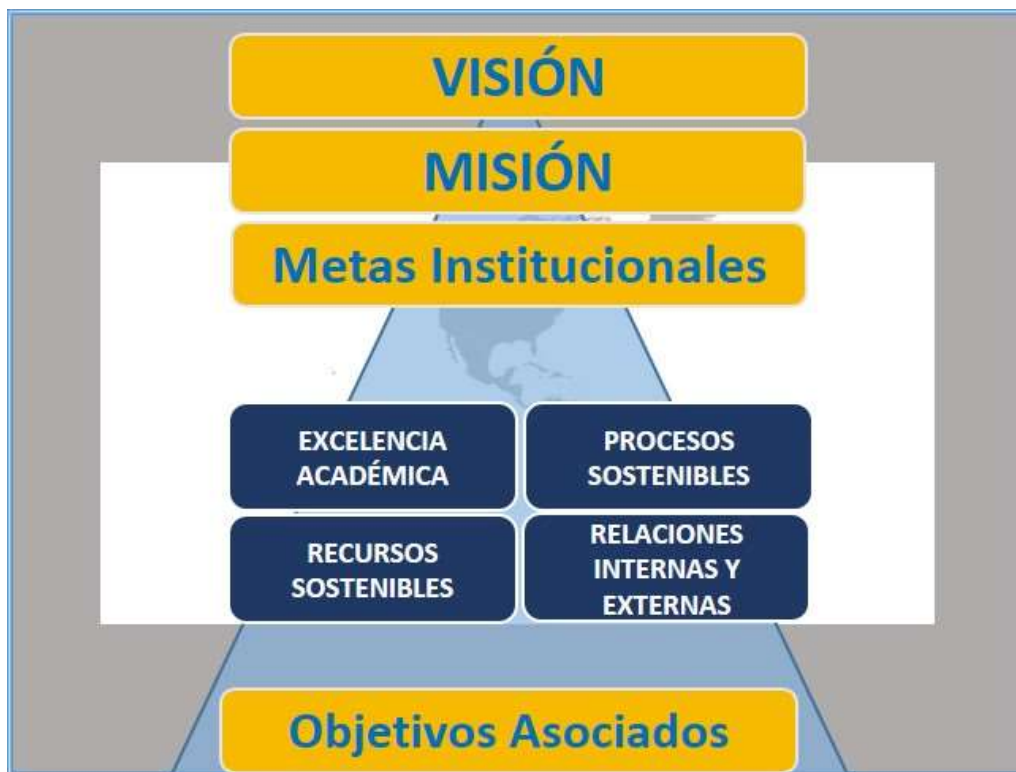 VISIÓN
MISIÓN
Metas Institucionales
EXCELENCIA
ACADÉMICA
PROCESOS
SOSTENIBLES
RECURSOS
SOSTENIBLES
RELACIONES
INTERNAS Y
EXTERNAS
Objetivos Asociados